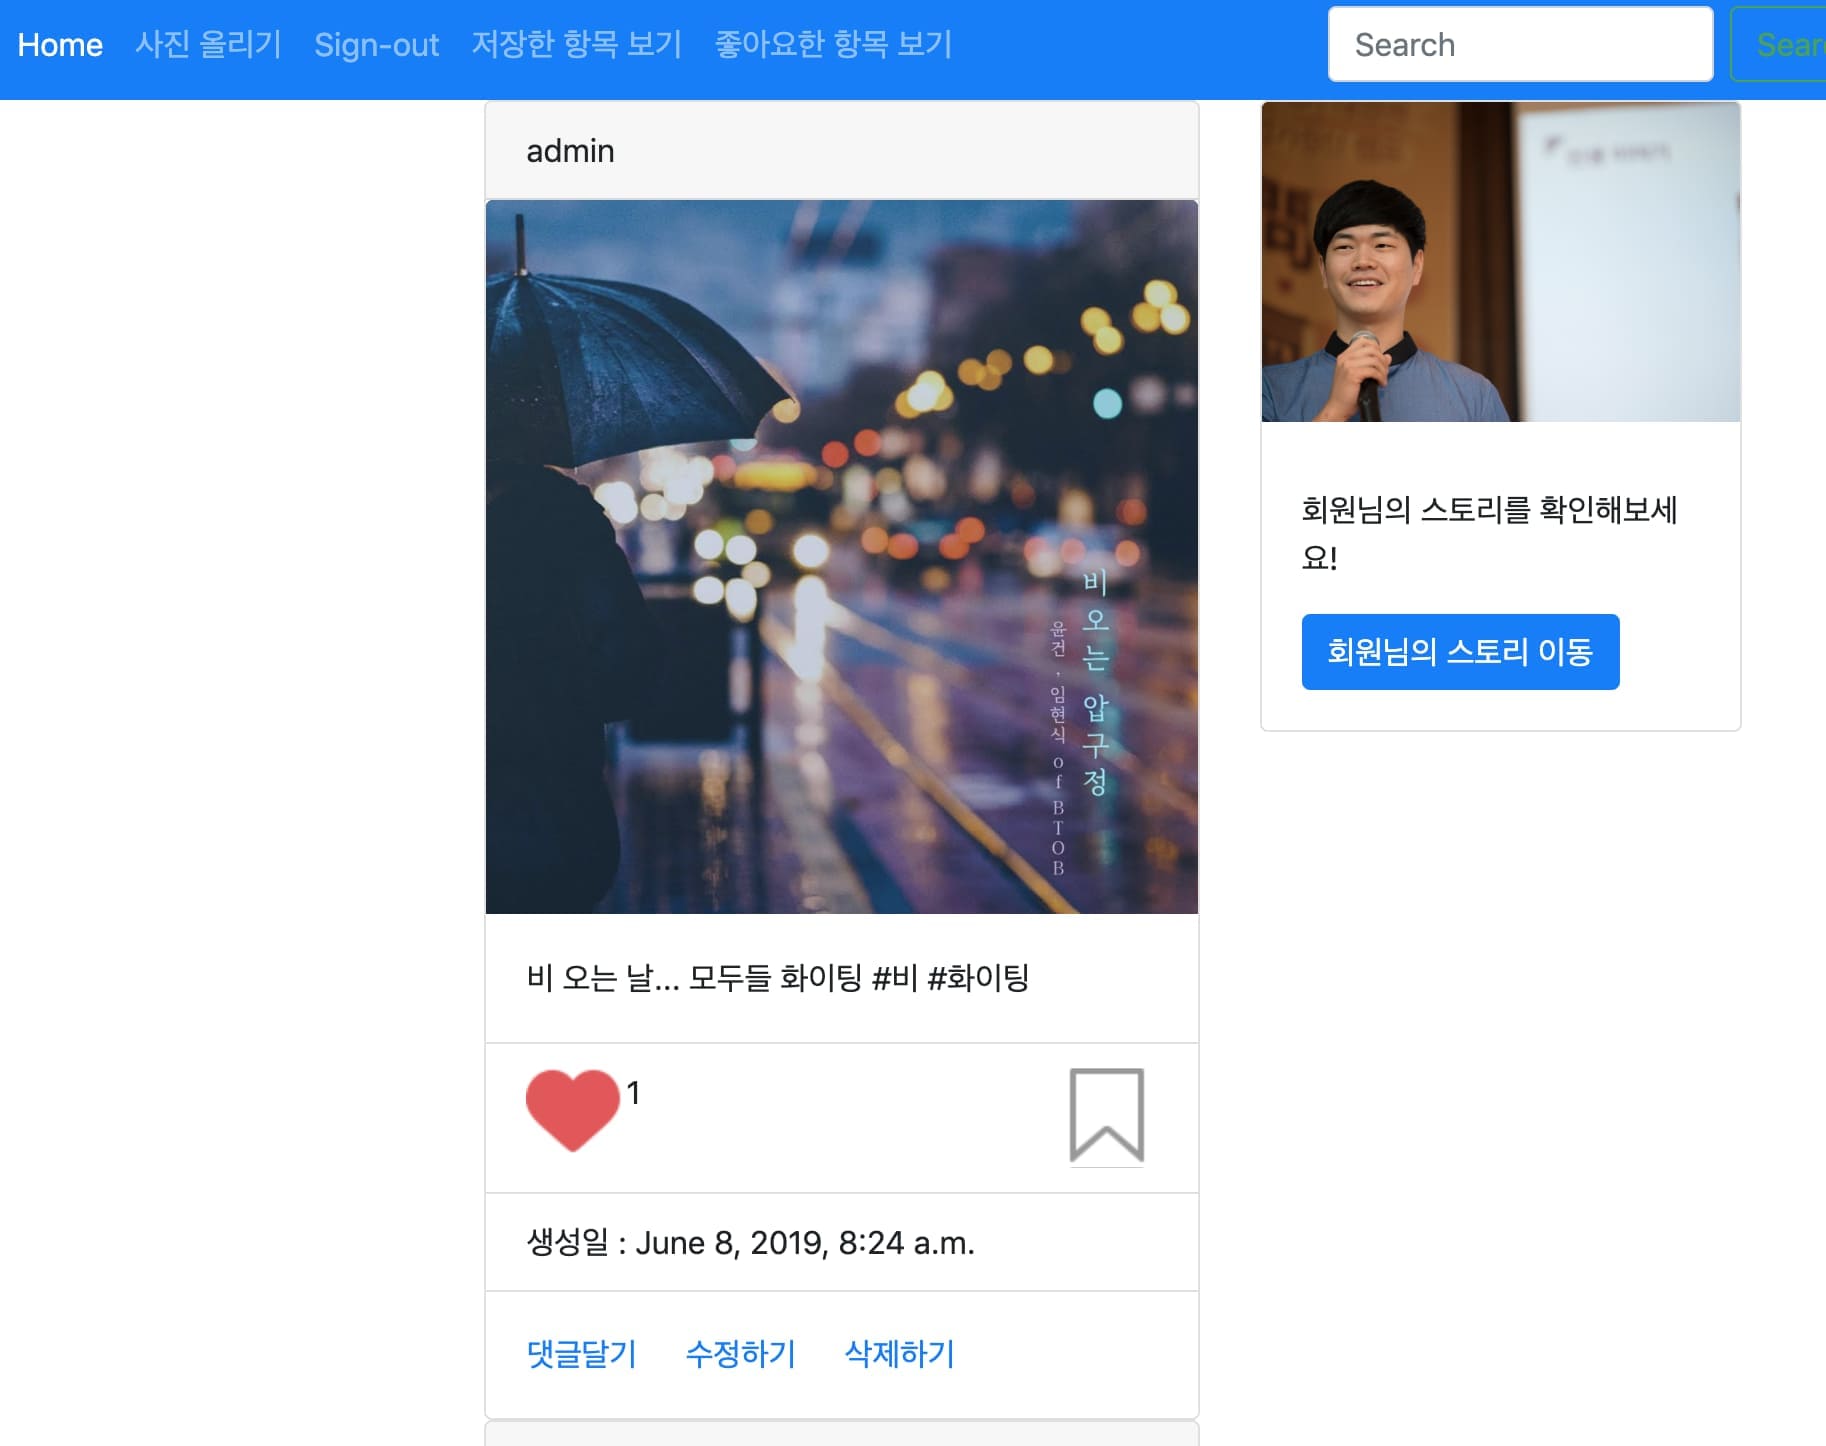 Home 사진 올리기 Sign-out 저장한 항목 보기 좋아요한 항목 보기 Search
admin
비오는 압구정
윤건, 임현식 of BTOB
비 오는 날... 모두들 화이팅 #비 #화이팅
1
생성일 : June 8, 2019, 8:24 a.m.
댓글달기 수정하기 삭제하기
회원님의 스토리를 확인해보세
요!
회원님의 스토리 이동